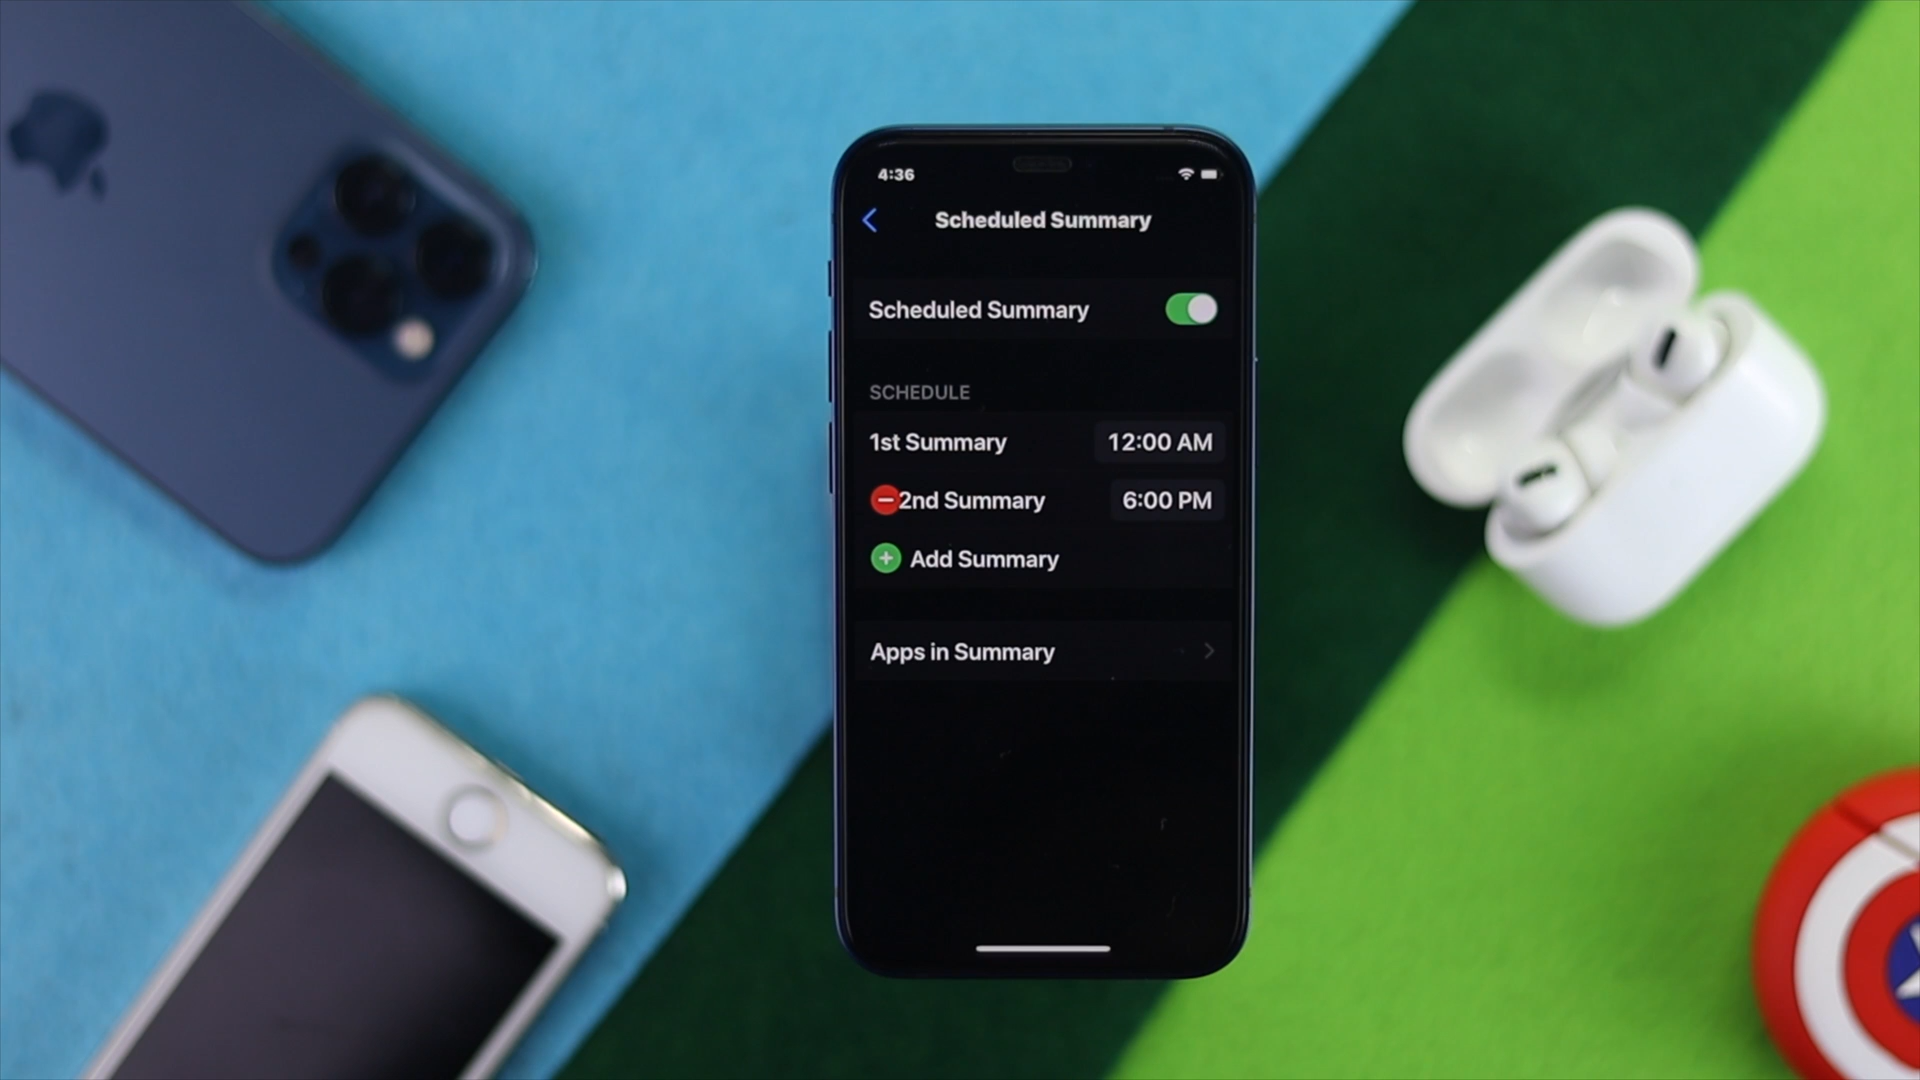 4:36
Scheduled Summary
Scheduled Summary
SCHEDULE
1st Summary 12:00 AM
2nd Summary 6:00 PM
Add Summary
Apps in Summary